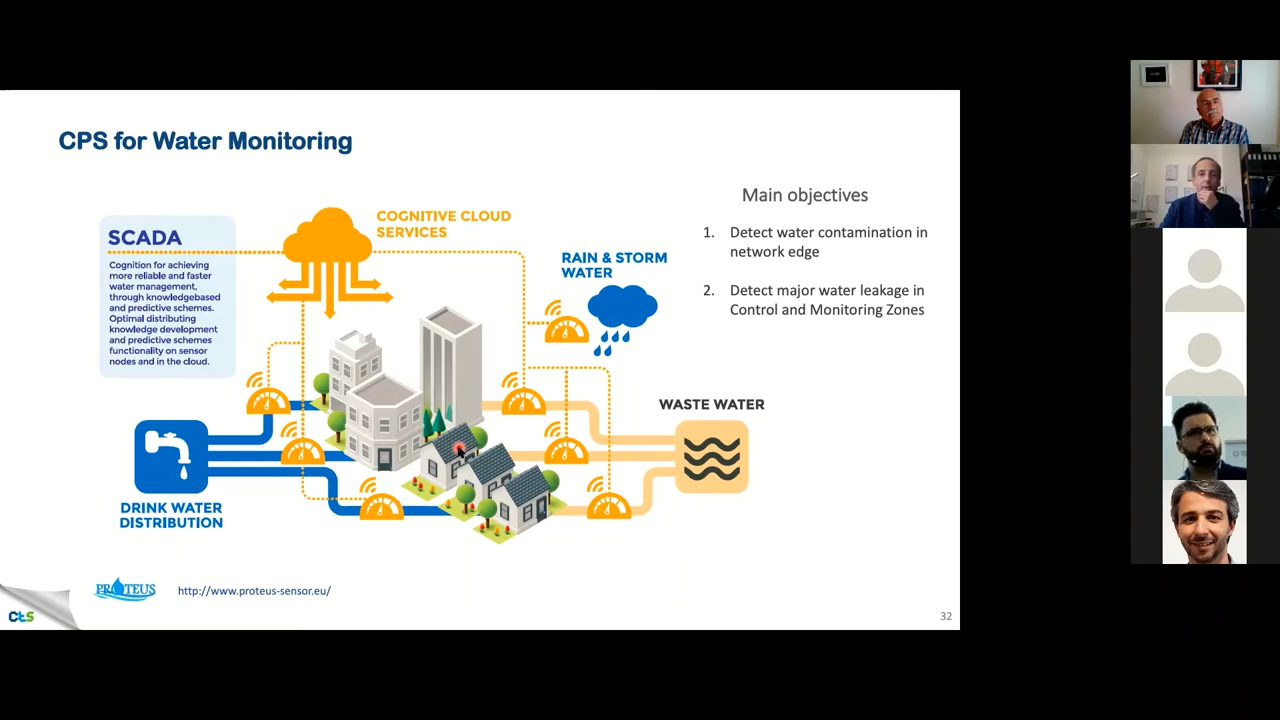 CPS for Water Monitoring
SCADA
Cognition for achieving
more reliable and faster
water management,
through knowledgebased
and predictive schemes.
Optimal distributing
knowledge development
and predictive schemes
functionality on sensor
nodes and in the cloud.
COGNITIVE CLOUD
SERVICES
RAIN & STORM
WATER
WASTE WATER
DRINK WATER
DISTRIBUTION
Main objectives
1. Detect water contamination in
network edge
2. Detect major water leakage in
Control and Monitoring Zones
PROTEUS
http://www.proteus-sensor.eu/
CtS
32